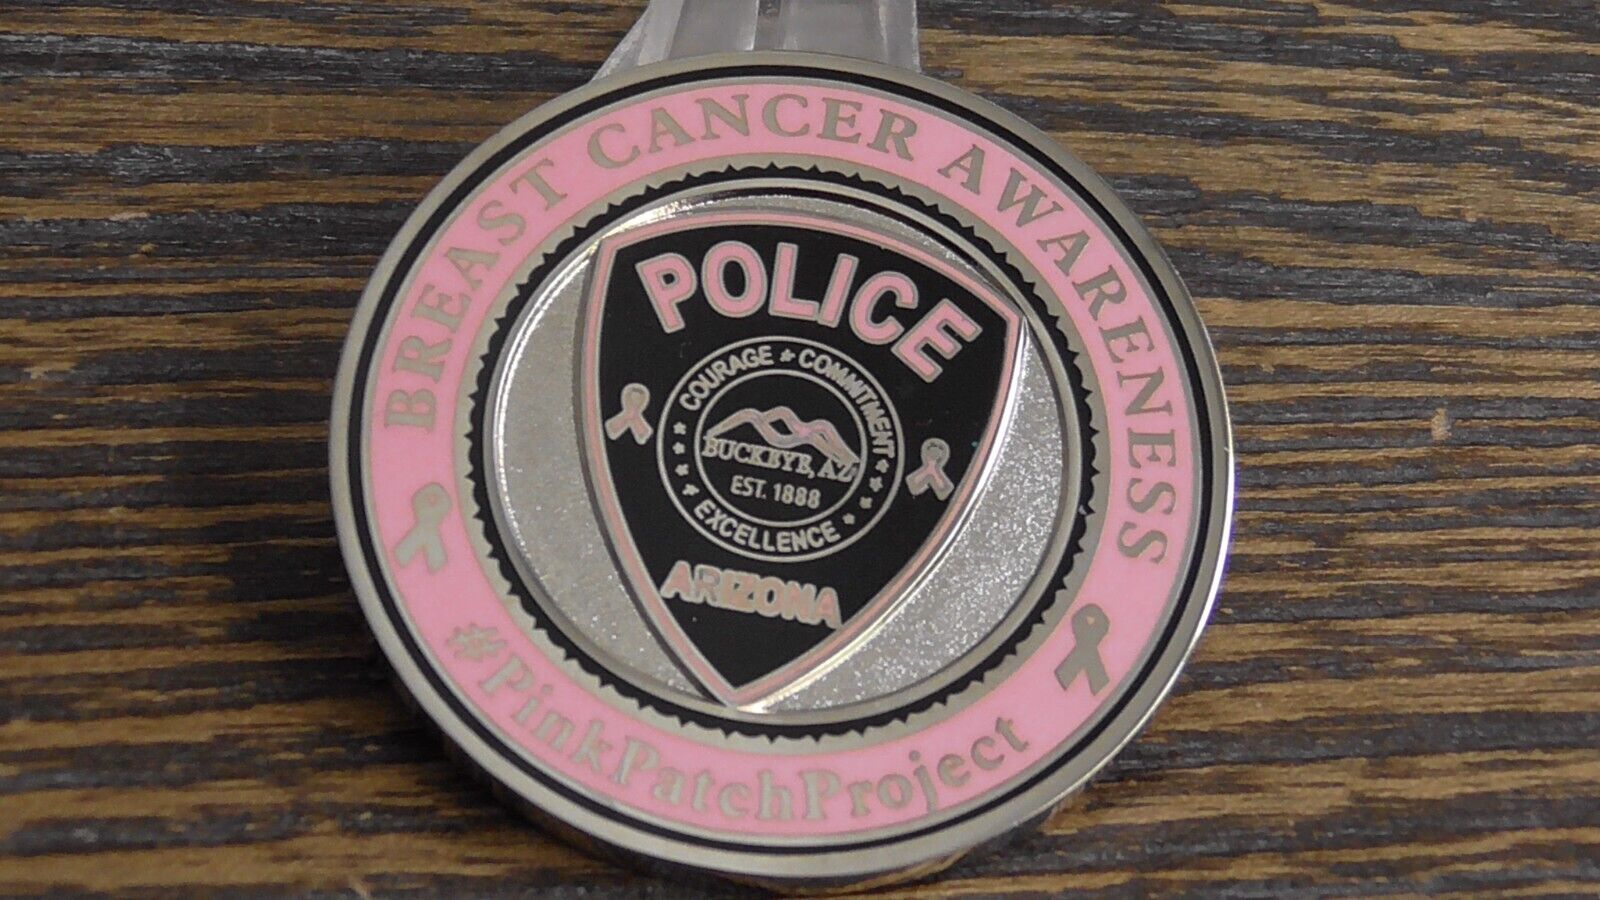 BREAST CANCER AWARENESS
POLICE
COURAGE * COMMITMENT
BUCKEYE, AZ
EST. 1888
EXCELLENCE
ARIZONA
#PinkPatchProject